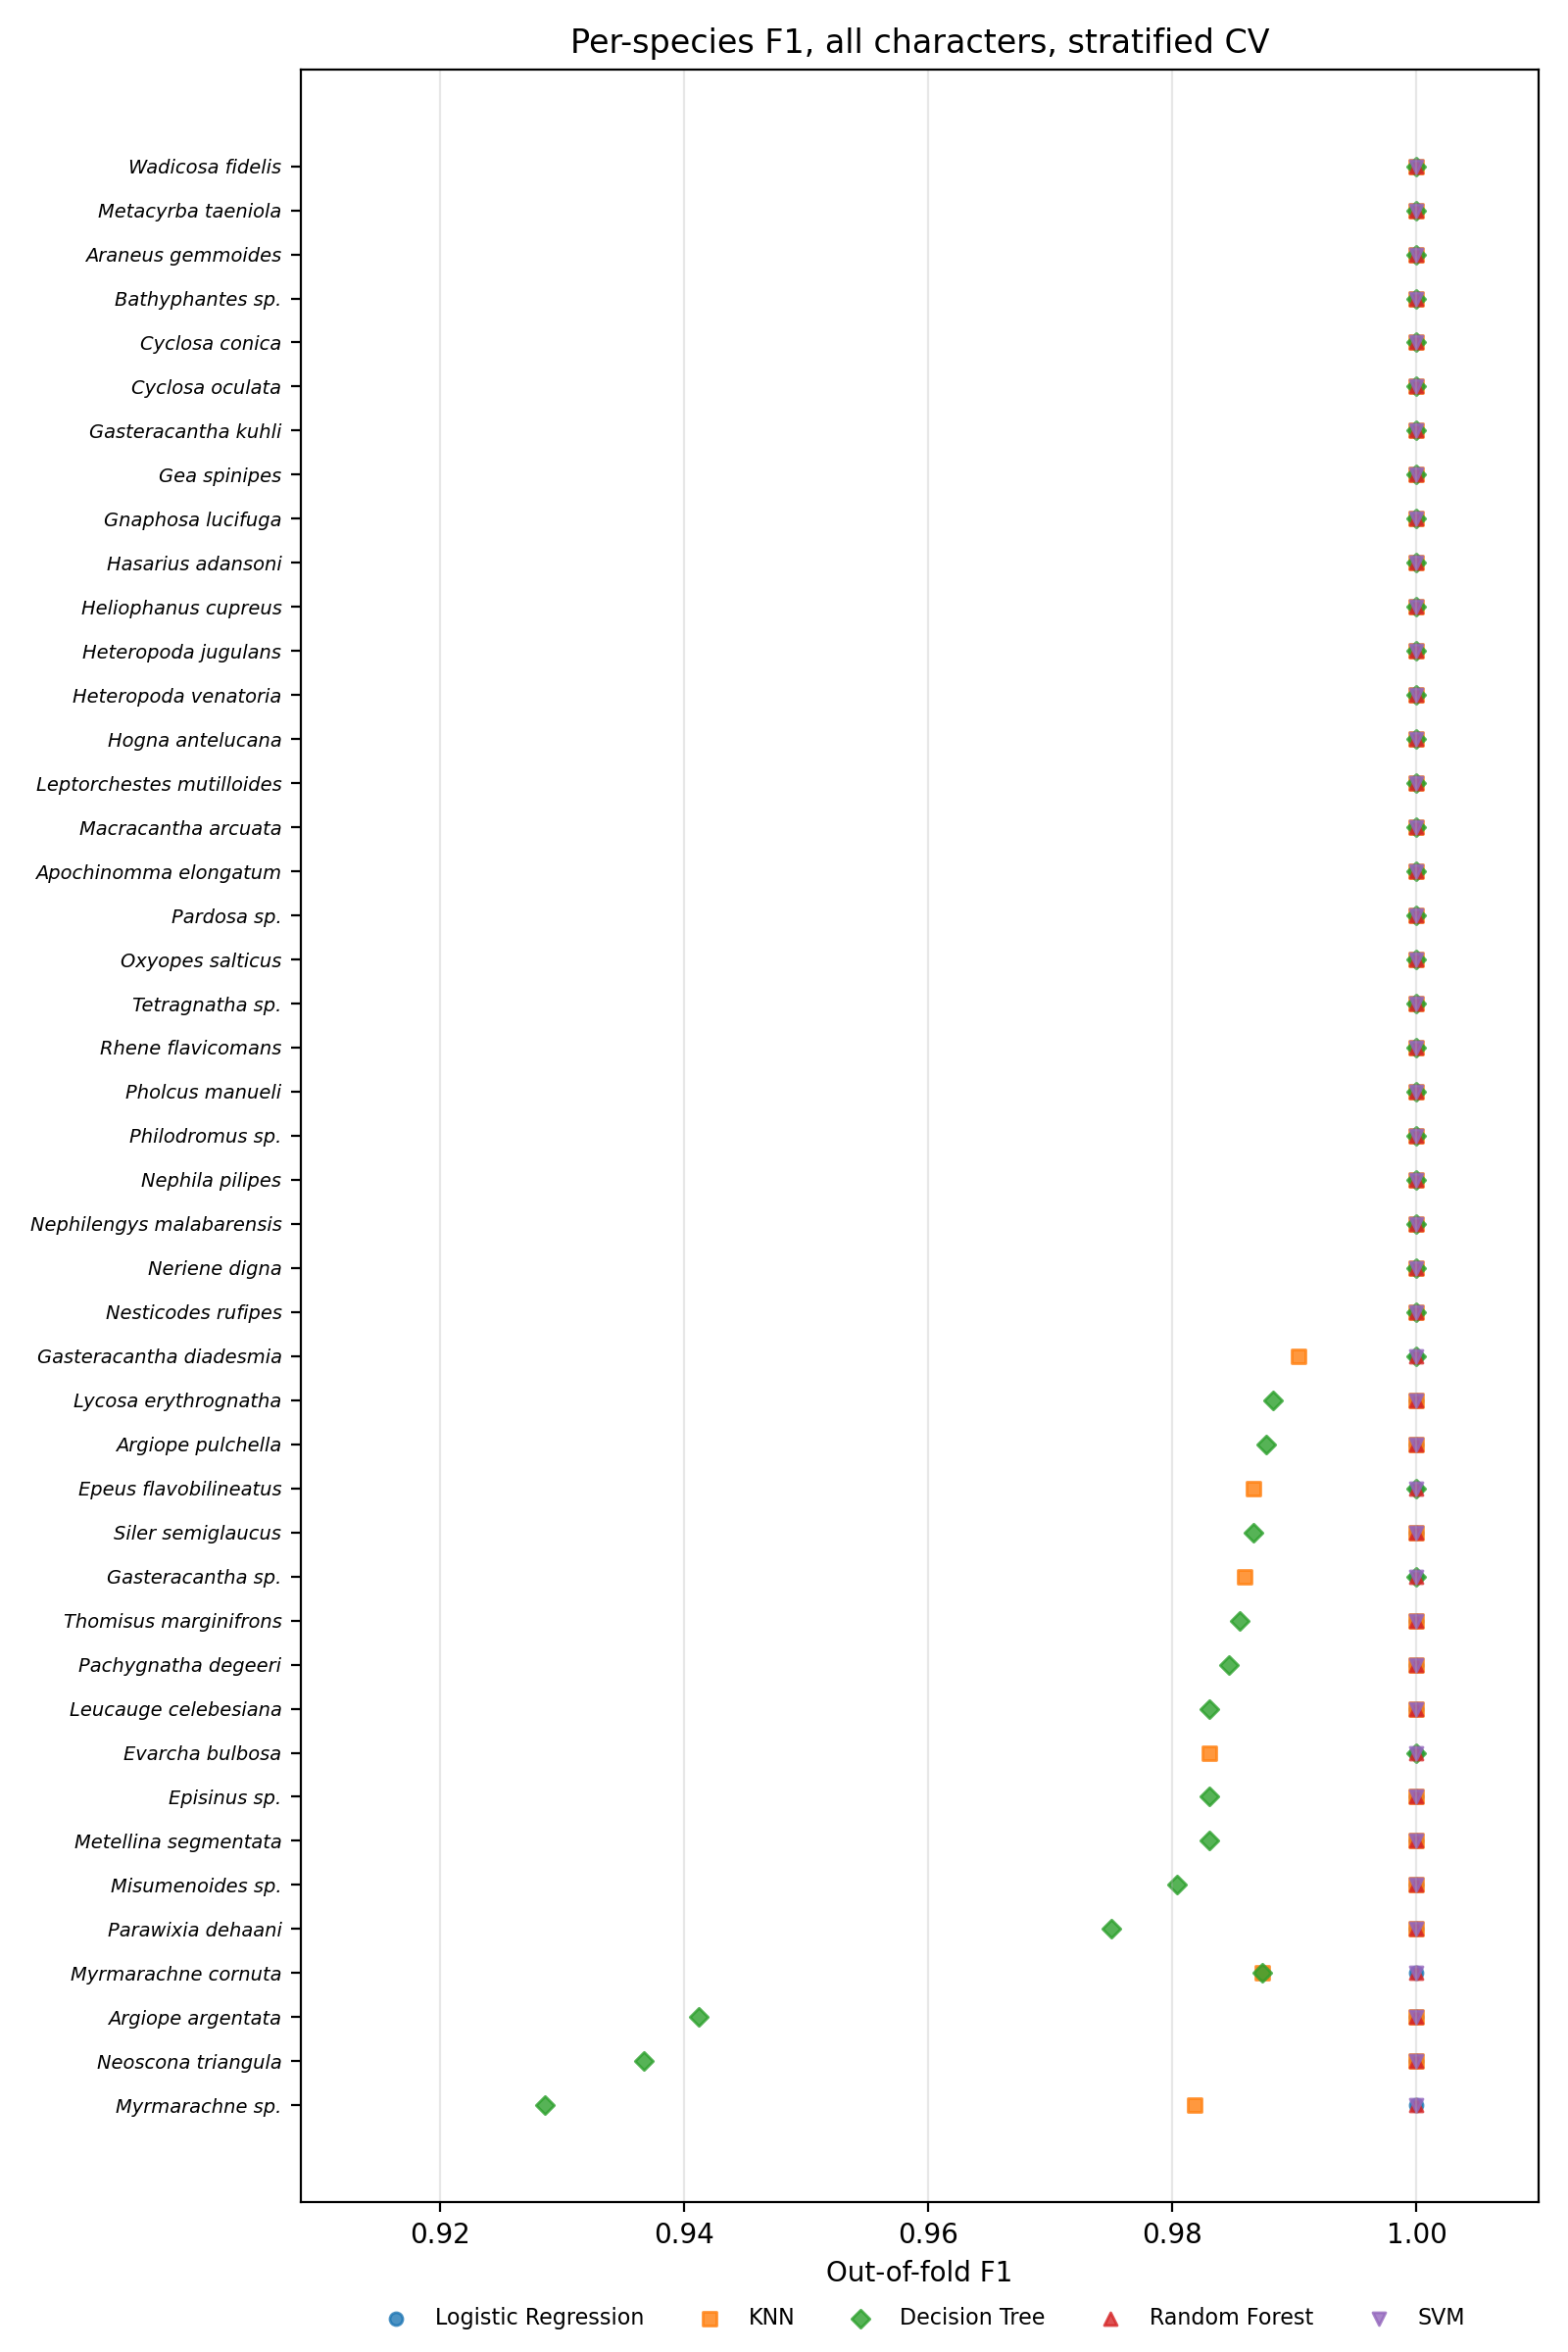 Per-species F1, all characters, stratified CV
Wadicosa fidelis
Metacyrba taeniola
Araneus gemmoides
Bathyphantes sp.
Cyclosa conica
Cyclosa oculata
Gasteracantha kuhli
Gea spinipes
Gnaphosa lucifuga
Hasarius adansoni
Heliophanus cupreus
Heteropoda jugulans
Heteropoda venatoria
Hogna antelucana
Leptorchestes mutilloides
Macracantha arcuata
Apochinomma elongatum
Pardosa sp.
Oxyopes salticus
Tetragnatha sp.
Rhene flavicomans
Pholcus manueli
Philodromus sp.
Nephila pilipes
Nephilengys malabarensis
Neriene digna
Nesticodes rufipes
Gasteracantha diadesmia
Lycosa erythrognatha
Argiope pulchella
Epeus flavobilineatus
Siler semiglaucus
Gasteracantha sp.
Thomisus marginifrons
Pachygnatha degeeri
Leucauge celebesiana
Evarcha bulbosa
Episinus sp.
Metellina segmentata
Misumenoides sp.
Parawixia dehaani
Myrmarachne cornuta
Argiope argentata
Neoscona triangula
Myrmarachne sp.
0.92 0.94 0.96 0.98 1.00
Out-of-fold F1
Logistic Regression KNN Decision Tree Random Forest SVM